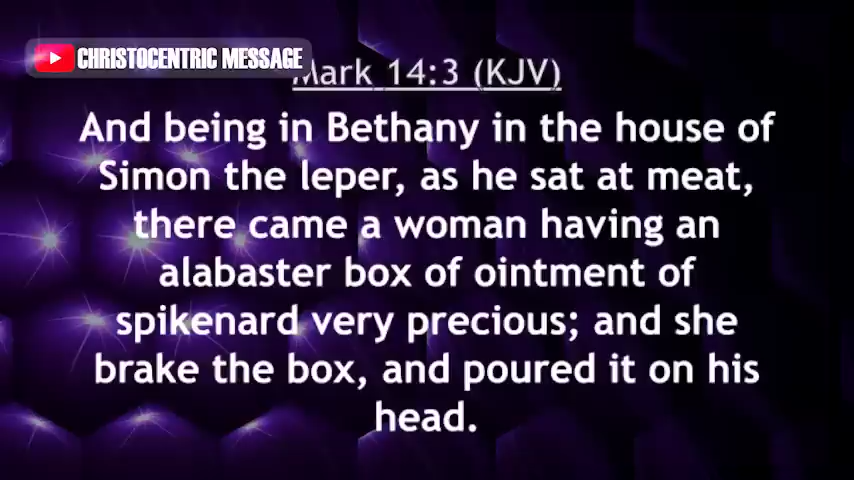 CHRISTOCENTRIC MESSAGE
Mark 14:3 (KJV)
And being in Bethany in the house of
Simon the leper, as he sat at meat,
there came a woman having an
alabaster box of ointment of
spikenard very precious; and she
brake the box, and poured it on his
head.